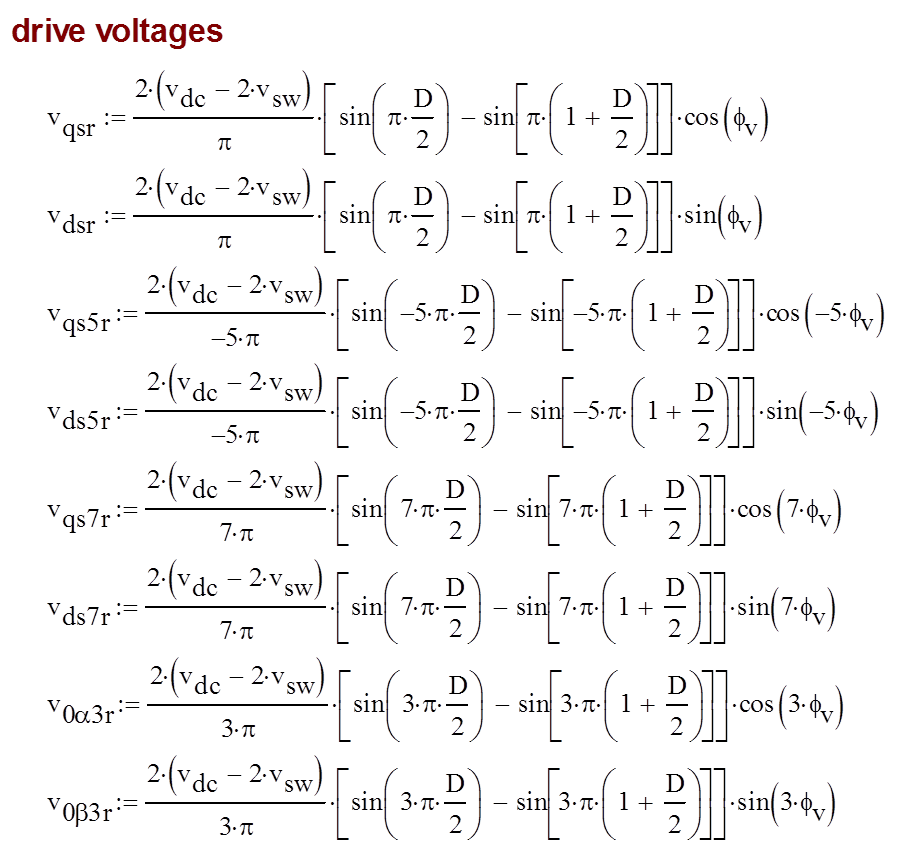 drive voltages
v_qsr := 2·(v_dc − 2·v_sw)/π · [sin(π·D/2) − sin[π·(1 + D/2)]]·cos(ϕ_v)
v_dsr := 2·(v_dc − 2·v_sw)/π · [sin(π·D/2) − sin[π·(1 + D/2)]]·sin(ϕ_v)
v_qs5r := 2·(v_dc − 2·v_sw)/−5·π · [sin(−5·π·D/2) − sin[−5·π·(1 + D/2)]]·cos(−5·ϕ_v)
v_ds5r := 2·(v_dc − 2·v_sw)/−5·π · [sin(−5·π·D/2) − sin[−5·π·(1 + D/2)]]·sin(−5·ϕ_v)
v_qs7r := 2·(v_dc − 2·v_sw)/7·π · [sin(7·π·D/2) − sin[7·π·(1 + D/2)]]·cos(7·ϕ_v)
v_ds7r := 2·(v_dc − 2·v_sw)/7·π · [sin(7·π·D/2) − sin[7·π·(1 + D/2)]]·sin(7·ϕ_v)
v_0α3r := 2·(v_dc − 2·v_sw)/3·π · [sin(3·π·D/2) − sin[3·π·(1 + D/2)]]·cos(3·ϕ_v)
v_0β3r := 2·(v_dc − 2·v_sw)/3·π · [sin(3·π·D/2) − sin[3·π·(1 + D/2)]]·sin(3·ϕ_v)